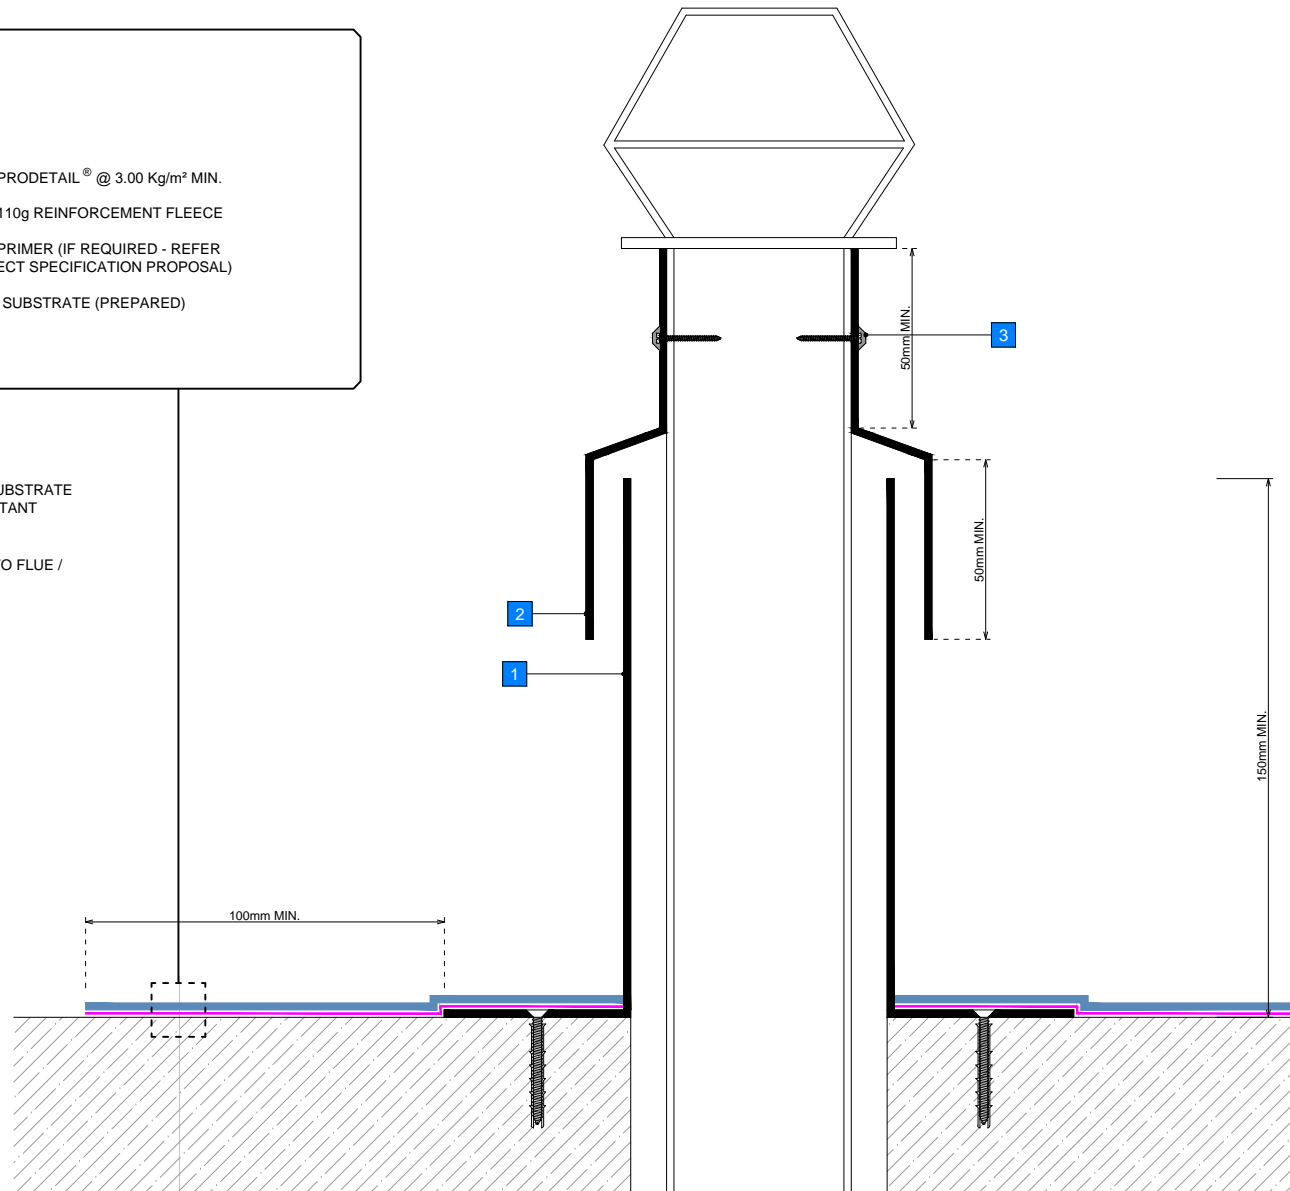 PRODETAIL ® @ 3.00 Kg/m² MIN.
110g REINFORCEMENT FLEECE
PRIMER (IF REQUIRED - REFER
ECT SPECIFICATION PROPOSAL)
SUBSTRATE (PREPARED)
UBSTRATE
TANT
TO FLUE /
50mm MIN.
3
50mm MIN.
2
1
150mm MIN.
100mm MIN.